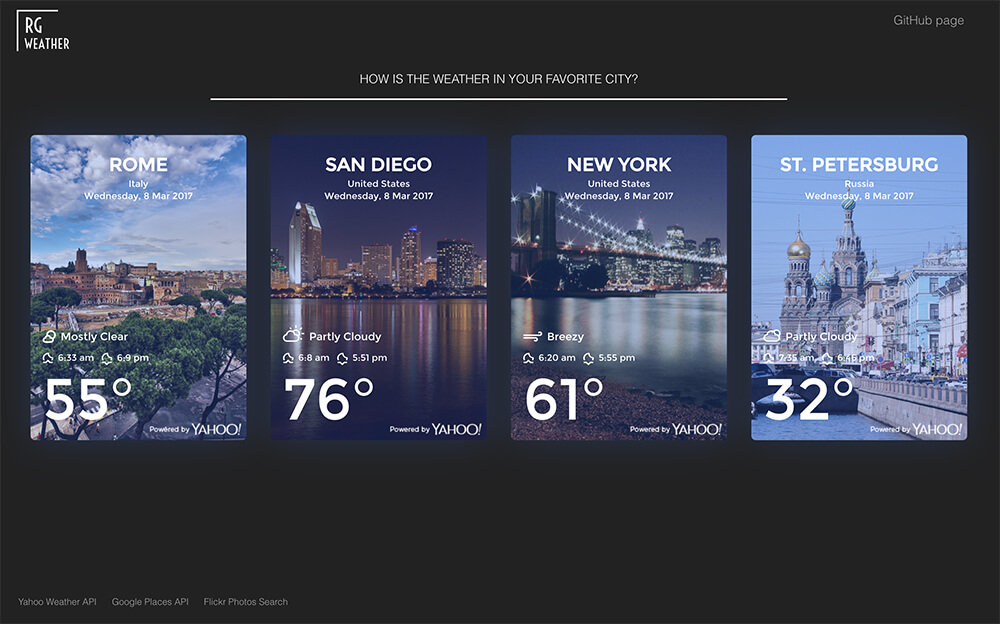 RG
WEATHER
GitHub page
HOW IS THE WEATHER IN YOUR FAVORITE CITY?
ROME
Italy
Wednesday, 8 Mar 2017
Mostly Clear
6:33 am 6:9 pm
55°
Powered by YAHOO!
SAN DIEGO
United States
Wednesday, 8 Mar 2017
Partly Cloudy
6:8 am 5:51 pm
76°
Powered by YAHOO!
NEW YORK
United States
Wednesday, 8 Mar 2017
Breezy
6:20 am 5:55 pm
61°
Powered by YAHOO!
ST. PETERSBURG
Russia
Wednesday, 8 Mar 2017
Partly Cloudy
7:35 am 6:46 pm
32°
Powered by YAHOO!
Yahoo Weather API Google Places API Flickr Photos Search